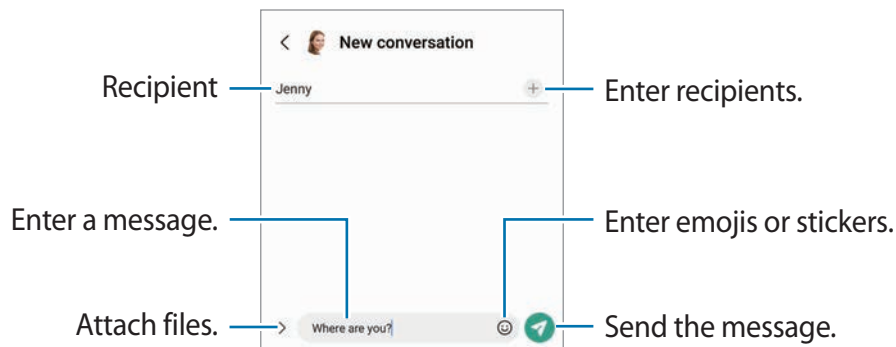 New conversation
Recipient
Jenny
Enter recipients.
Enter a message.
Enter emojis or stickers.
Attach files.
Where are you?
Send the message.